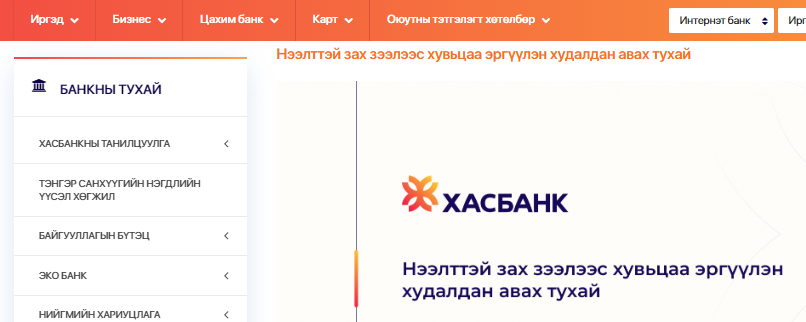 Иргэд Бизнес Цахим банк Карт Оюутны тэтгэлэгт хөтөлбөр Интернэт банк Ирг
Нээлттэй зах зээлээс хувьцаа эргүүлэн худалдан авах тухай
БАНКНЫ ТУХАЙ
ХАСБАНКНЫ ТАНИЛЦУУЛГА
ТЭНГЭР САНХҮҮГИЙН НЭГДЛИЙН
ҮҮСЭЛ ХӨГЖИЛ
БАЙГУУЛЛАГЫН БҮТЭЦ
ЭКО БАНК
НИЙГМИЙН ХАРИУЦЛАГА
ХАСБАНК
Нээлттэй зах зээлээс хувьцаа эргүүлэн
худалдан авах тухай